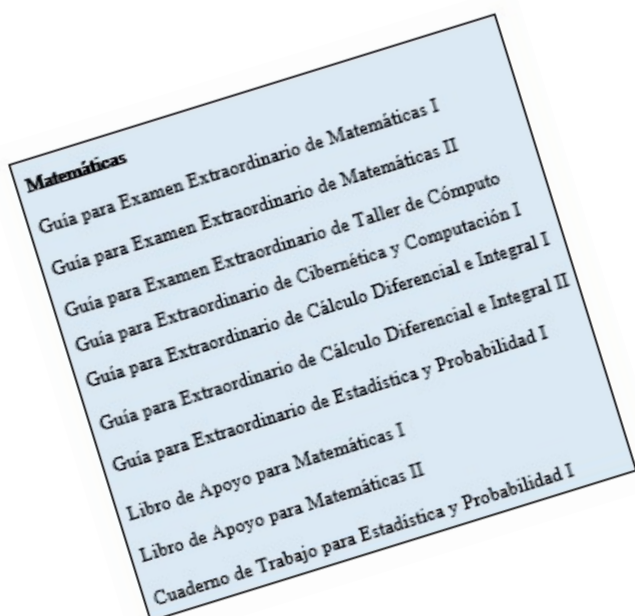 Matemáticas
Guía para Examen Extraordinario de Matemáticas I
Guía para Examen Extraordinario de Matemáticas II
Guía para Examen Extraordinario de Taller de Cómputo
Guía para Extraordinario de Cibernética y Computación I
Guía para Extraordinario de Cálculo Diferencial e Integral I
Guía para Extraordinario de Cálculo Diferencial e Integral II
Guía para Extraordinario de Estadística y Probabilidad I
Libro de Apoyo para Matemáticas I
Libro de Apoyo para Matemáticas II
Cuaderno de Trabajo para Estadística y Probabilidad I